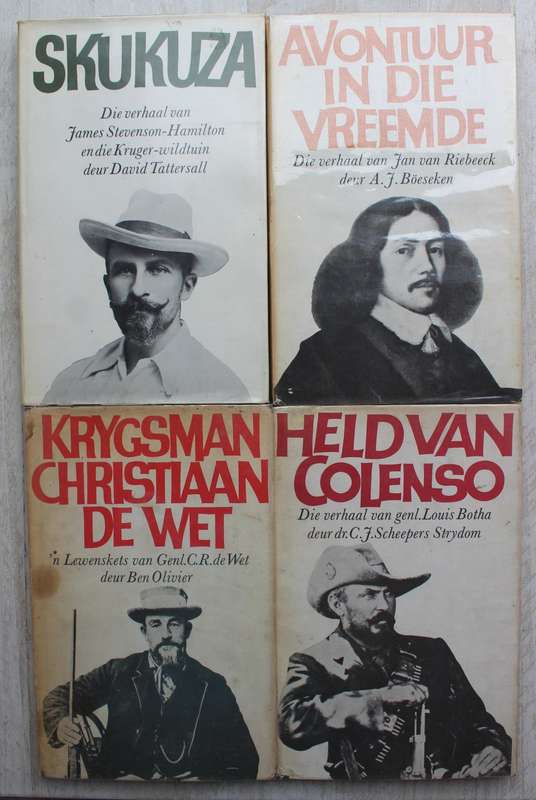 SKUKUZA
Die verhaal van
James Stevenson-Hamilton
en die Kruger-wildtuin
deur David Tattersall
AVONTUUR
IN DIE
VREEMDE
Die verhaal van Jan van Riebeeck
deur A.J. Böeseken
KRYGSMAN
CHRISTIAAN
DE WET
'n Lewenskets van Genl. C.R. de Wet
deur Ben Olivier
HELD VAN
COLENSO
Die verhaal van genl. Louis Botha
deur dr. C.J. Scheepers Strydom